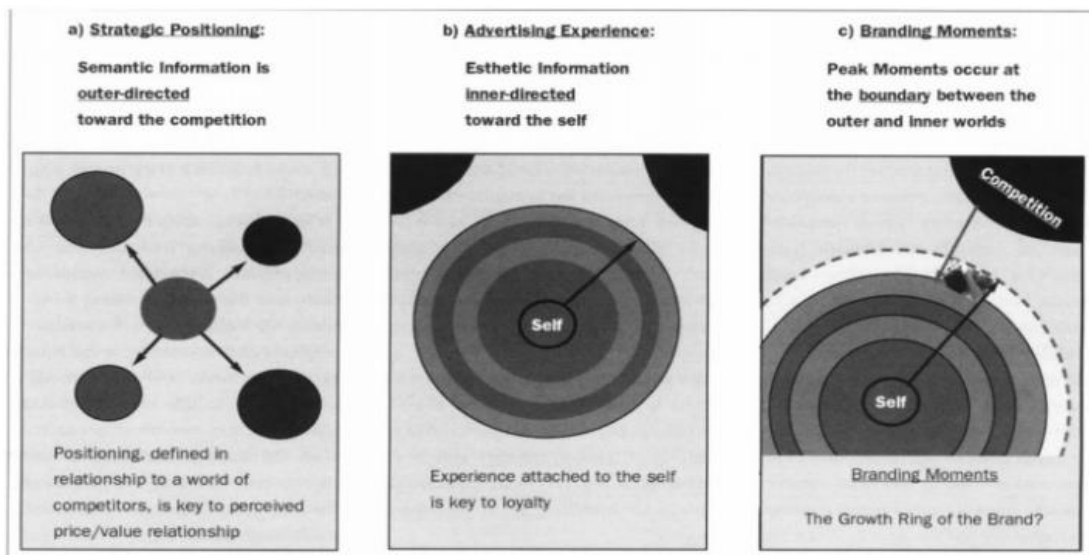 a) Strategic Positioning:
Semantic Information is
outer-directed
toward the competition
Positioning, defined in
relationship to a world of
competitors, is key to perceived
price/value relationship
b) Advertising Experience:
Esthetic Information
inner-directed
toward the self
Self
Experience attached to the self
is key to loyalty
c) Branding Moments:
Peak Moments occur at
the boundary between the
outer and inner worlds
Competition
Self
Branding Moments
The Growth Ring of the Brand?